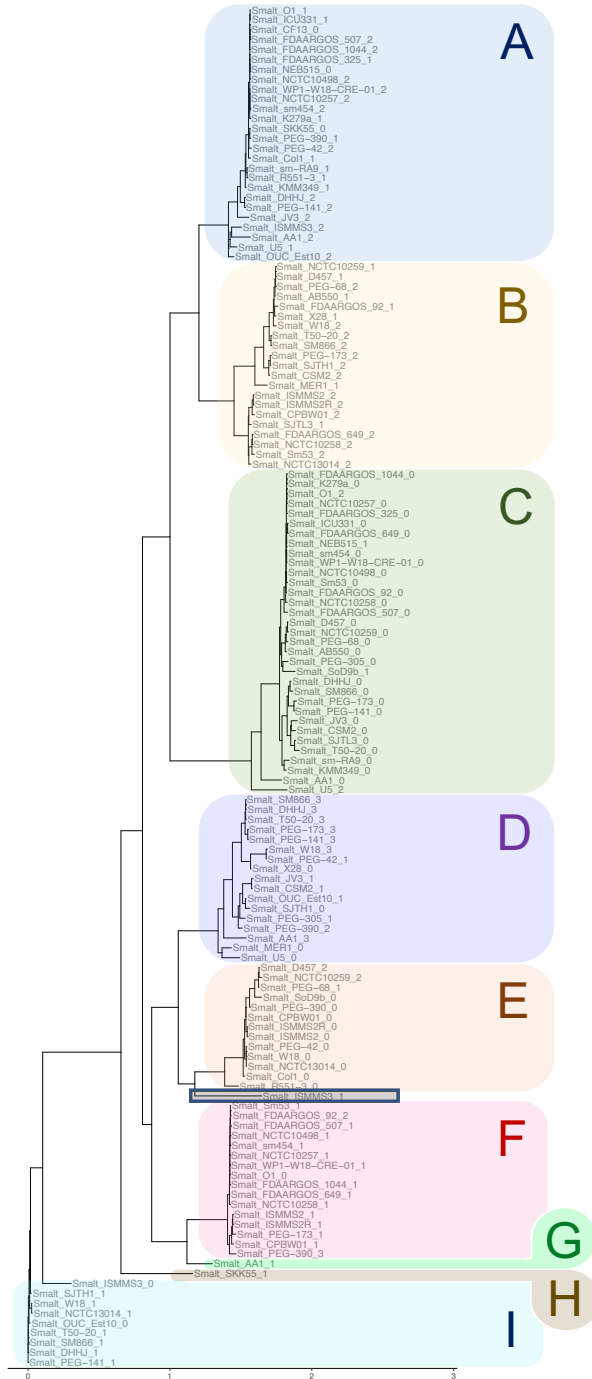 Smalt_O1_1
Smalt_ICU331_1
Smalt_CF13_0
Smalt_FDAARGOS_507_2
Smalt_FDAARGOS_1044_2
Smalt_FDAARGOS_325_1
Smalt_NEB515_0
Smalt_NCTC10498_2
Smalt_WP1-W18-CRE-01_2
Smalt_NCTC10257_2
Smalt_sm454_2
Smalt_K279a_1
Smalt_SKK55_0
Smalt_PEG-390_1
Smalt_PEG-42_2
Smalt_Col1_1
Smalt_sm-RA9_1
Smalt_R551-3_1
Smalt_KMM349_1
Smalt_DHHJ_2
Smalt_PEG-141_2
Smalt_JV3_2
Smalt_ISMMS3_2
Smalt_AA1_2
Smalt_U5_1
Smalt_OUC_Est10_2
A
Smalt_NCTC10259_1
Smalt_D457_1
Smalt_PEG-68_2
Smalt_AB550_1
Smalt_FDAARGOS_92_1
Smalt_X28_1
Smalt_W18_2
Smalt_T50-20_2
Smalt_SM866_2
Smalt_PEG-173_2
Smalt_SJTH1_2
Smalt_CSM2_2
Smalt_MER1_1
Smalt_ISMMS2_2
Smalt_ISMMS2R_2
Smalt_CPBW01_2
Smalt_SJTL3_1
Smalt_FDAARGOS_649_2
Smalt_NCTC10258_2
Smalt_Sm53_2
Smalt_NCTC13014_2
B
Smalt_FDAARGOS_1044_0
Smalt_K279a_0
Smalt_O1_2
Smalt_NCTC10257_0
Smalt_FDAARGOS_325_0
Smalt_ICU331_0
Smalt_FDAARGOS_649_0
Smalt_NEB515_1
Smalt_sm454_0
Smalt_WP1-W18-CRE-01_0
Smalt_NCTC10498_0
Smalt_Sm53_0
Smalt_FDAARGOS_92_0
Smalt_NCTC10258_0
Smalt_FDAARGOS_507_0
Smalt_D457_0
Smalt_NCTC10259_0
Smalt_PEG-68_0
Smalt_AB550_0
Smalt_PEG-305_0
Smalt_SoD9b_1
Smalt_DHHJ_0
Smalt_SM866_0
Smalt_PEG-173_0
Smalt_PEG-141_0
Smalt_JV3_0
Smalt_CSM2_0
Smalt_SJTL3_0
Smalt_T50-20_0
Smalt_sm-RA9_0
Smalt_KMM349_0
Smalt_AA1_0
Smalt_U5_2
C
Smalt_SM866_3
Smalt_DHHJ_3
Smalt_T50-20_3
Smalt_PEG-173_3
Smalt_PEG-141_3
Smalt_W18_3
Smalt_PEG-42_1
Smalt_X28_0
Smalt_JV3_1
Smalt_CSM2_1
Smalt_OUC_Est10_1
Smalt_SJTH1_0
Smalt_PEG-305_1
Smalt_PEG-390_2
Smalt_AA1_3
Smalt_MER1_0
Smalt_U5_0
D
Smalt_D457_2
Smalt_NCTC10259_2
Smalt_PEG-68_1
Smalt_SoD9b_0
Smalt_PEG-390_0
Smalt_CPBW01_0
Smalt_ISMMS2R_0
Smalt_ISMMS2_0
Smalt_PEG-42_0
Smalt_W18_0
Smalt_NCTC13014_0
Smalt_Col1_0
Smalt_R551-3_0
E
Smalt_ISMMS3_1
Smalt_Sm53_1
Smalt_FDAARGOS_92_2
Smalt_FDAARGOS_507_1
Smalt_NCTC10498_1
Smalt_sm454_1
Smalt_NCTC10257_1
Smalt_WP1-W18-CRE-01_1
Smalt_O1_0
Smalt_FDAARGOS_1044_1
Smalt_FDAARGOS_649_1
Smalt_NCTC10258_1
Smalt_ISMMS2_1
Smalt_ISMMS2R_1
Smalt_PEG-173_1
Smalt_CPBW01_1
Smalt_PEG-390_3
F
Smalt_AA1_1
G
Smalt_SKK55_1
H
Smalt_ISMMS3_0
Smalt_SJTH1_1
Smalt_W18_1
Smalt_NCTC13014_1
Smalt_OUC_Est10_0
Smalt_T50-20_1
Smalt_SM866_1
Smalt_DHHJ_1
Smalt_PEG-141_1
I
0 1 2 3